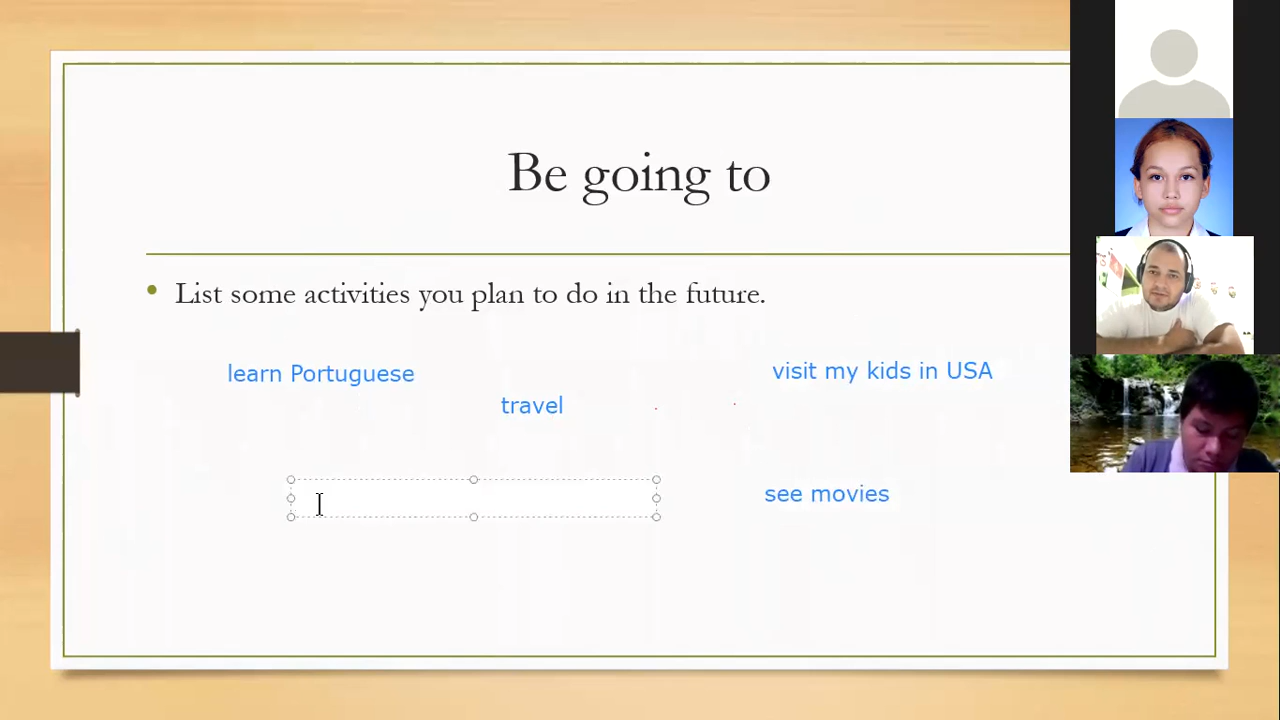 Be going to
List some activities you plan to do in the future.
learn Portuguese
visit my kids in USA
travel
see movies